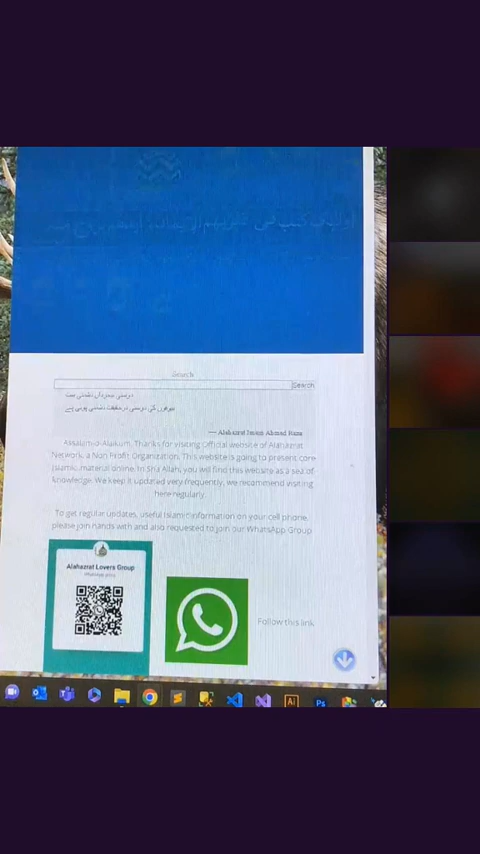 Search
Search
— Alahazrat Imam Ahmad Raza
Assalam-o-Alaikum, Thanks for visiting Official website of Alahazrat
Network, a Non Profit Organization. This website is going to present core
Islamic material online. In Sha Allah, you will find this website as a sea of
knowledge. We keep it updated very frequently, we recommend visiting
here regularly.
To get regular updates, useful Islamic information on your cell phone,
please join hands with and also requested to join our WhatsApp Group
Alahazrat Lovers Group
WhatsApp group
Follow this link
Ai
Ps